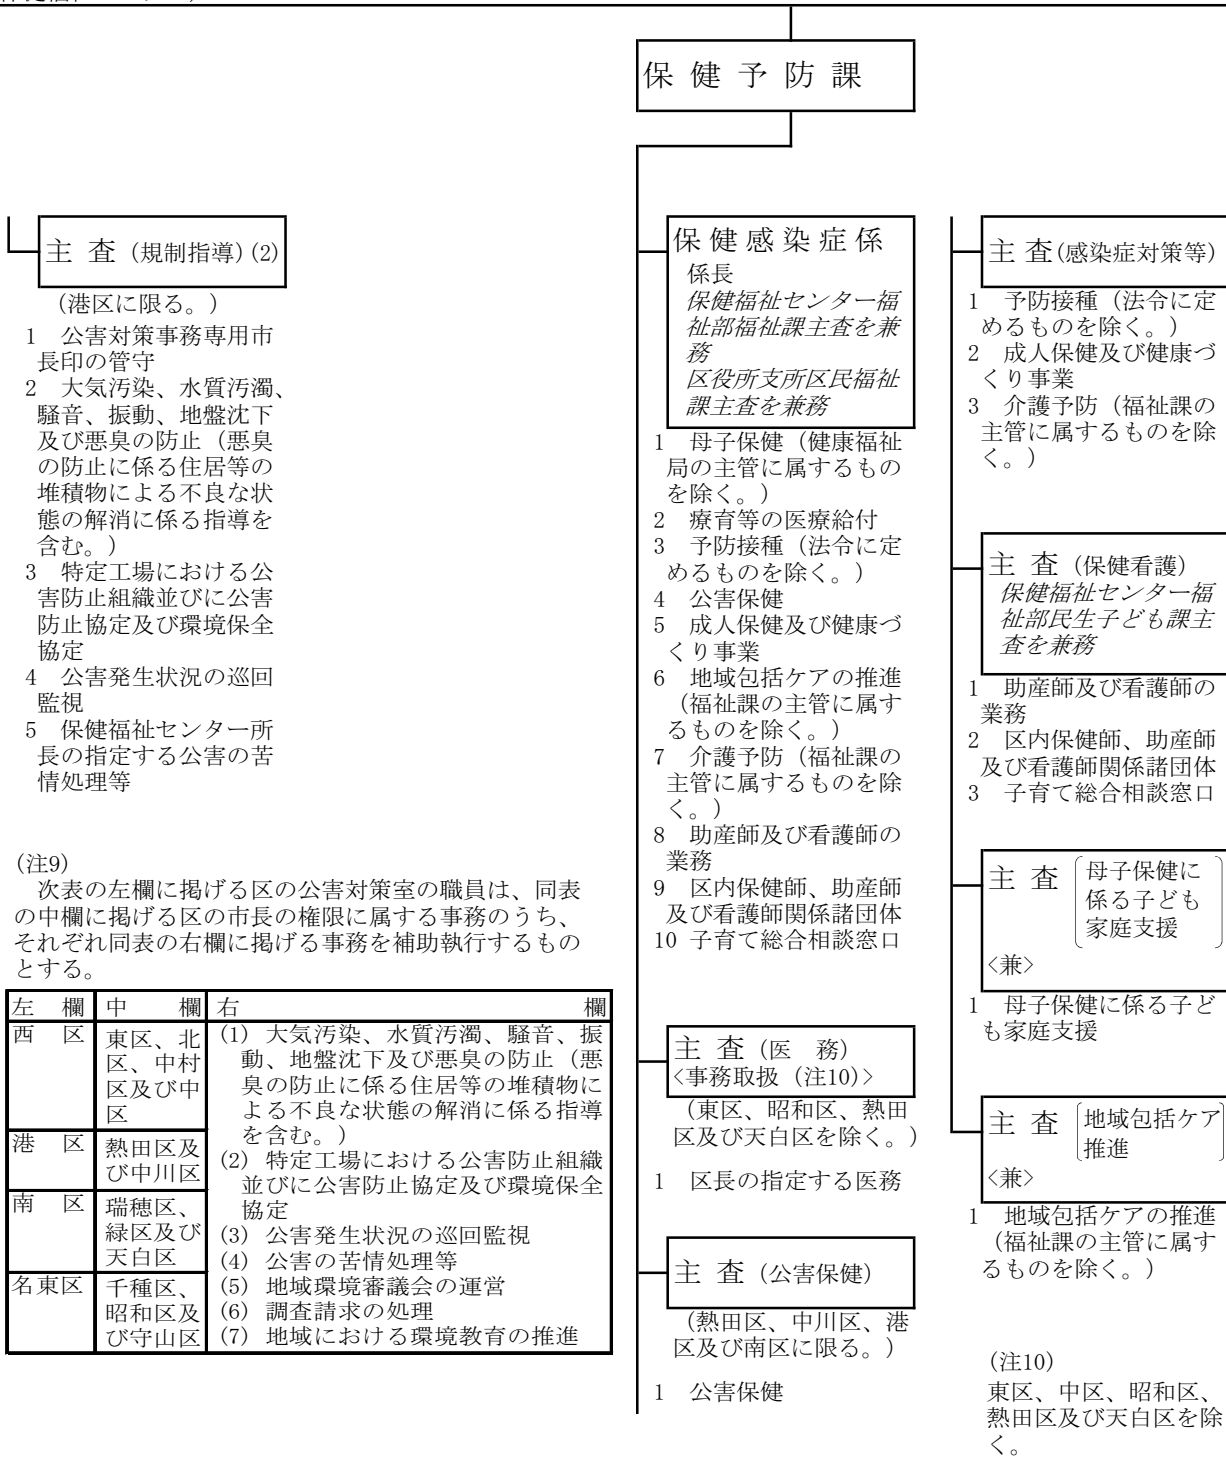 保健予防課
主査(規制指導)(2)
(港区に限る。)
1 公害対策事務専用市
長印の管守
2 大気汚染、水質汚濁、
騒音、振動、地盤沈下
及び悪臭の防止(悪臭
の防止に係る住居等の
堆積物による不良な状
態の解消に係る指導を
含む。)
3 特定工場における公
害防止組織並びに公害
防止協定及び環境保全
協定
4 公害発生状況の巡回
監視
5 保健福祉センター所
長の指定する公害の苦
情処理等
(注9)
次表の左欄に掲げる区の公害対策室の職員は、同表
の中欄に掲げる区の市長の権限に属する事務のうち、
それぞれ同表の右欄に掲げる事務を補助執行するもの
とする。
左 欄 中 欄 右 欄
西 区
東区、北
区、中村
区及び中
区
港 区
熱田区及
び中川区
南 区
瑞穂区、
緑区及び
天白区
名東区
千種区、
昭和区及
び守山区
(1) 大気汚染、水質汚濁、騒音、振
動、地盤沈下及び悪臭の防止(悪
臭の防止に係る住居等の堆積物に
よる不良な状態の解消に係る指導
を含む。)
(2) 特定工場における公害防止組織
並びに公害防止協定及び環境保全
協定
(3) 公害発生状況の巡回監視
(4) 公害の苦情処理等
(5) 地域環境審議会の運営
(6) 調査請求の処理
(7) 地域における環境教育の推進
保健感染症係
係長
保健福祉センター福
祉部福祉課主査を兼
務
区役所支所区民福祉
課主査を兼務
1 母子保健(健康福祉
局の主管に属するもの
を除く。)
2 療育等の医療給付
3 予防接種(法令に定
めるものを除く。)
4 公害保健
5 成人保健及び健康づ
くり事業
6 地域包括ケアの推進
(福祉課の主管に属す
るものを除く。)
7 介護予防(福祉課の
主管に属するものを除
く。)
8 助産師及び看護師の
業務
9 区内保健師、助産師
及び看護師関係諸団体
10 子育て総合相談窓口
主査(医 務)
<事務取扱(注10)>
(東区、昭和区、熱田
区及び天白区を除く。)
1 区長の指定する医務
主査(公害保健)
(熱田区、中川区、港
区及び南区に限る。)
1 公害保健
主査(感染症対策等)
1 予防接種(法令に定
めるものを除く。)
2 成人保健及び健康づ
くり事業
3 介護予防(福祉課の
主管に属するものを除
く。)
主査(保健看護)
保健福祉センター福
祉部民生子ども課主
査を兼務
1 助産師及び看護師の
業務
2 区内保健師、助産師
及び看護師関係諸団体
3 子育て総合相談窓口
主査
母子保健に
係る子ども
家庭支援
<兼>
1 母子保健に係る子ど
も家庭支援
主査
地域包括ケア
推進
<兼>
1 地域包括ケアの推進
(福祉課の主管に属す
るものを除く。)
(注10)
東区、中区、昭和区、
熱田区及び天白区を除
く。